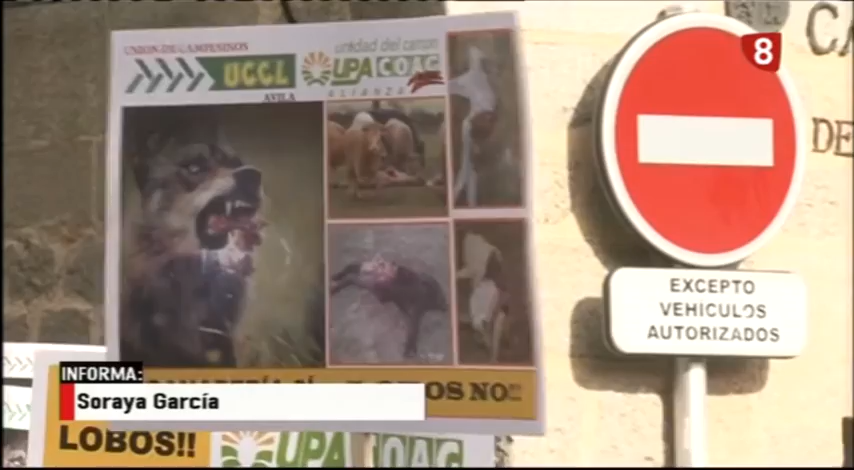 UNION DE CAMPESINOS
UCCL
AVILA
unidad del campo
UPA COAG
ALIANZA
8
DE
EXCEPTO
VEHICULOS
AUTORIZADOS
INFORMA:
Soraya García
OS NO!!
LOBOS!!
UPA COAG